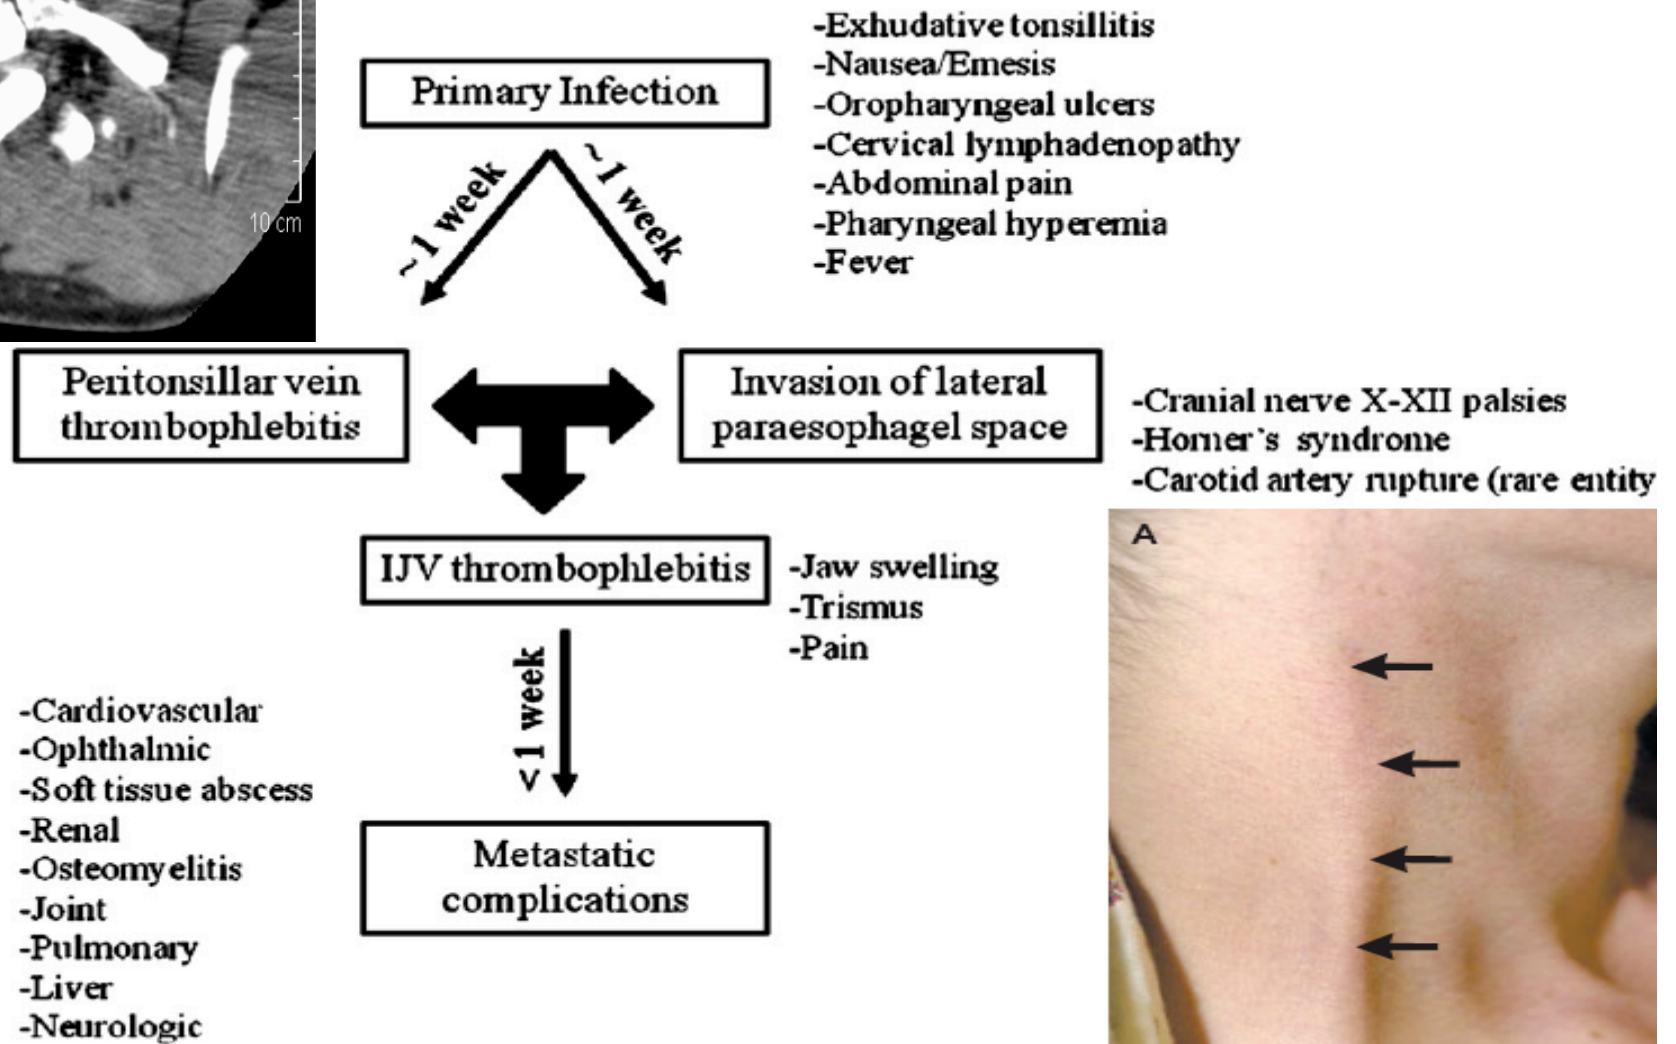 10 cm
Primary Infection
-Exhudative tonsillitis
-Nausea/Emesis
-Oropharyngeal ulcers
-Cervical lymphadenopathy
-Abdominal pain
-Pharyngeal hyperemia
-Fever
~1 week
~1 week
Peritonsillar vein
thrombophlebitis
Invasion of lateral
paraesophagel space
-Cranial nerve X-XII palsies
-Horner's syndrome
-Carotid artery rupture (rare entity
IJV thrombophlebitis
-Jaw swelling
-Trismus
-Pain
A
<1 week
-Cardiovascular
-Ophthalmic
-Soft tissue abscess
-Renal
-Osteomyelitis
-Joint
-Pulmonary
-Liver
-Neurologic
Metastatic
complications